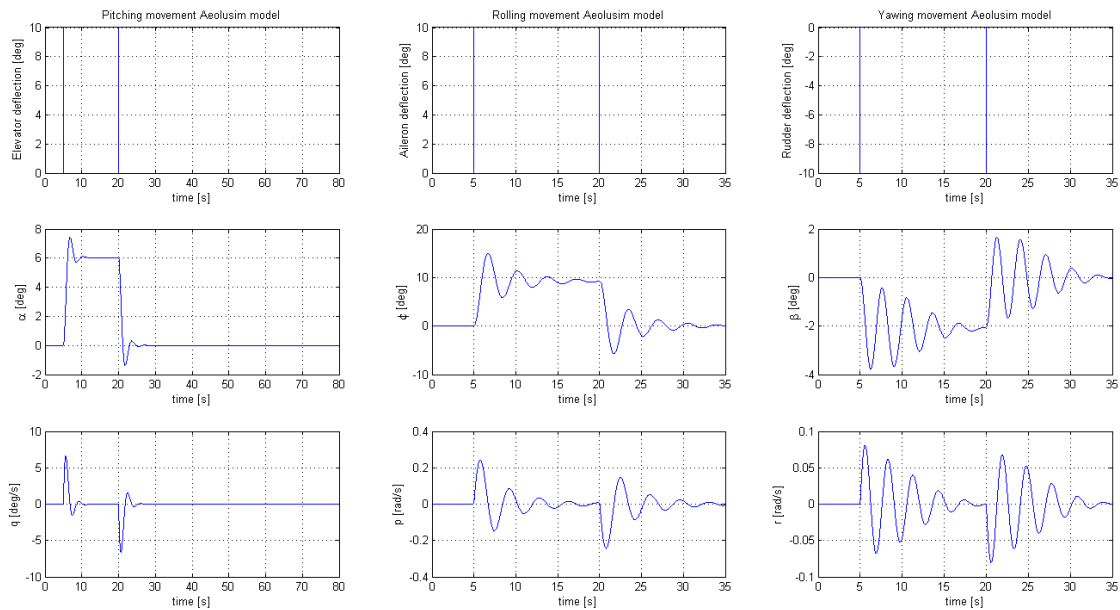 Pitching movement Aeolusim model
Elevator deflection [deg]
10
8
6
4
2
0
0 10 20 30 40 50 60 70 80
time [s]
Rolling movement Aeolusim model
Aileron deflection [deg]
10
8
6
4
2
0
0 5 10 15 20 25 30 35
time [s]
Yawing movement Aeolusim model
Rudder deflection [deg]
0
-2
-4
-6
-8
-10
0 5 10 15 20 25 30 35
time [s]
α [deg]
8
6
4
2
0
-2
0 10 20 30 40 50 60 70 80
time [s]
ϕ [deg]
20
10
0
-10
0 5 10 15 20 25 30 35
time [s]
β [deg]
2
0
-2
-4
0 5 10 15 20 25 30 35
time [s]
q [deg/s]
10
5
0
-5
-10
0 10 20 30 40 50 60 70 80
time [s]
p [rad/s]
0.4
0.2
0
-0.2
-0.4
0 5 10 15 20 25 30 35
time [s]
r [rad/s]
0.1
0.05
0
-0.05
-0.1
0 5 10 15 20 25 30 35
time [s]